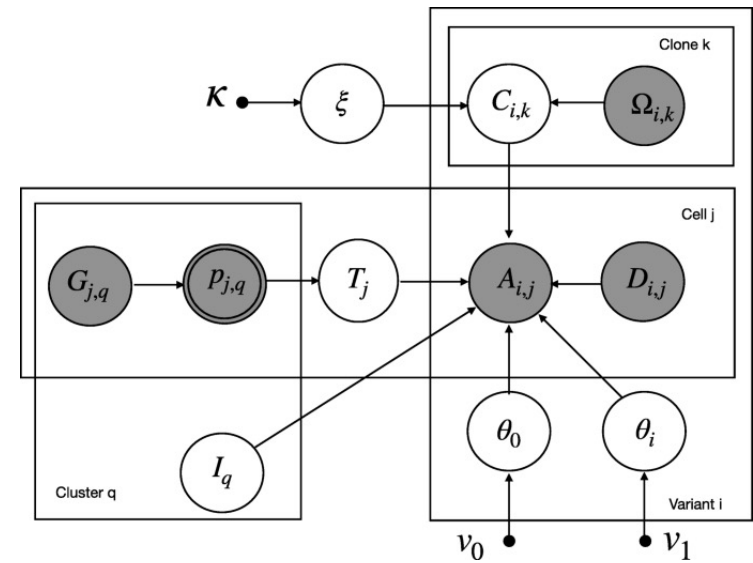 Clone k
κ
ξ
C_{i,k}
Ω_{i,k}
Cell j
G_{j,q}
p_{j,q}
T_j
A_{i,j}
D_{i,j}
θ_0
θ_i
I_q
Cluster q
Variant i
v_0
v_1